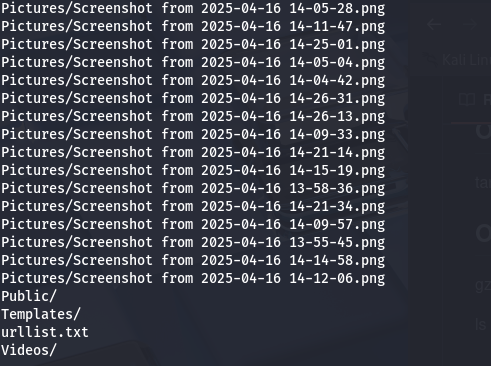 Pictures/Screenshot from 2025-04-16 14-05-28.png
Pictures/Screenshot from 2025-04-16 14-11-47.png
Pictures/Screenshot from 2025-04-16 14-25-01.png
Pictures/Screenshot from 2025-04-16 14-05-04.png
Pictures/Screenshot from 2025-04-16 14-04-42.png
Pictures/Screenshot from 2025-04-16 14-26-31.png
Pictures/Screenshot from 2025-04-16 14-26-13.png
Pictures/Screenshot from 2025-04-16 14-09-33.png
Pictures/Screenshot from 2025-04-16 14-21-14.png
Pictures/Screenshot from 2025-04-16 14-15-19.png
Pictures/Screenshot from 2025-04-16 13-58-36.png
Pictures/Screenshot from 2025-04-16 14-21-34.png
Pictures/Screenshot from 2025-04-16 14-09-57.png
Pictures/Screenshot from 2025-04-16 13-55-45.png
Pictures/Screenshot from 2025-04-16 14-14-58.png
Pictures/Screenshot from 2025-04-16 14-12-06.png
Public/
Templates/
urllist.txt
Videos/
Kali Lin